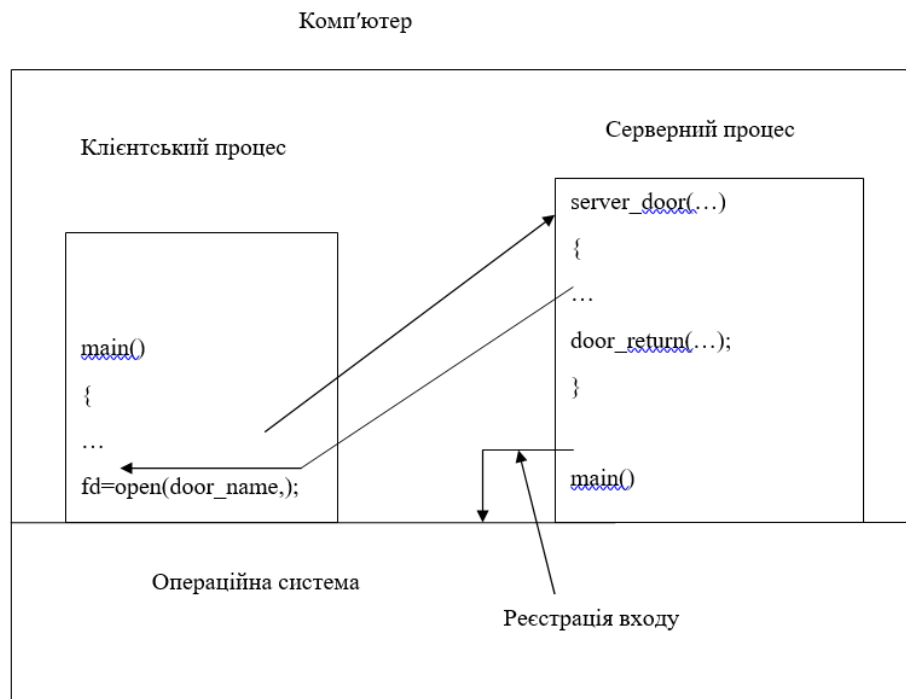 Комп'ютер
Клієнтський процес
Серверний процес
server_door(…)
{
…
door_return(…);
}
main()
main()
{
…
fd=open(door_name,);
Операційна система
Реєстрація входу